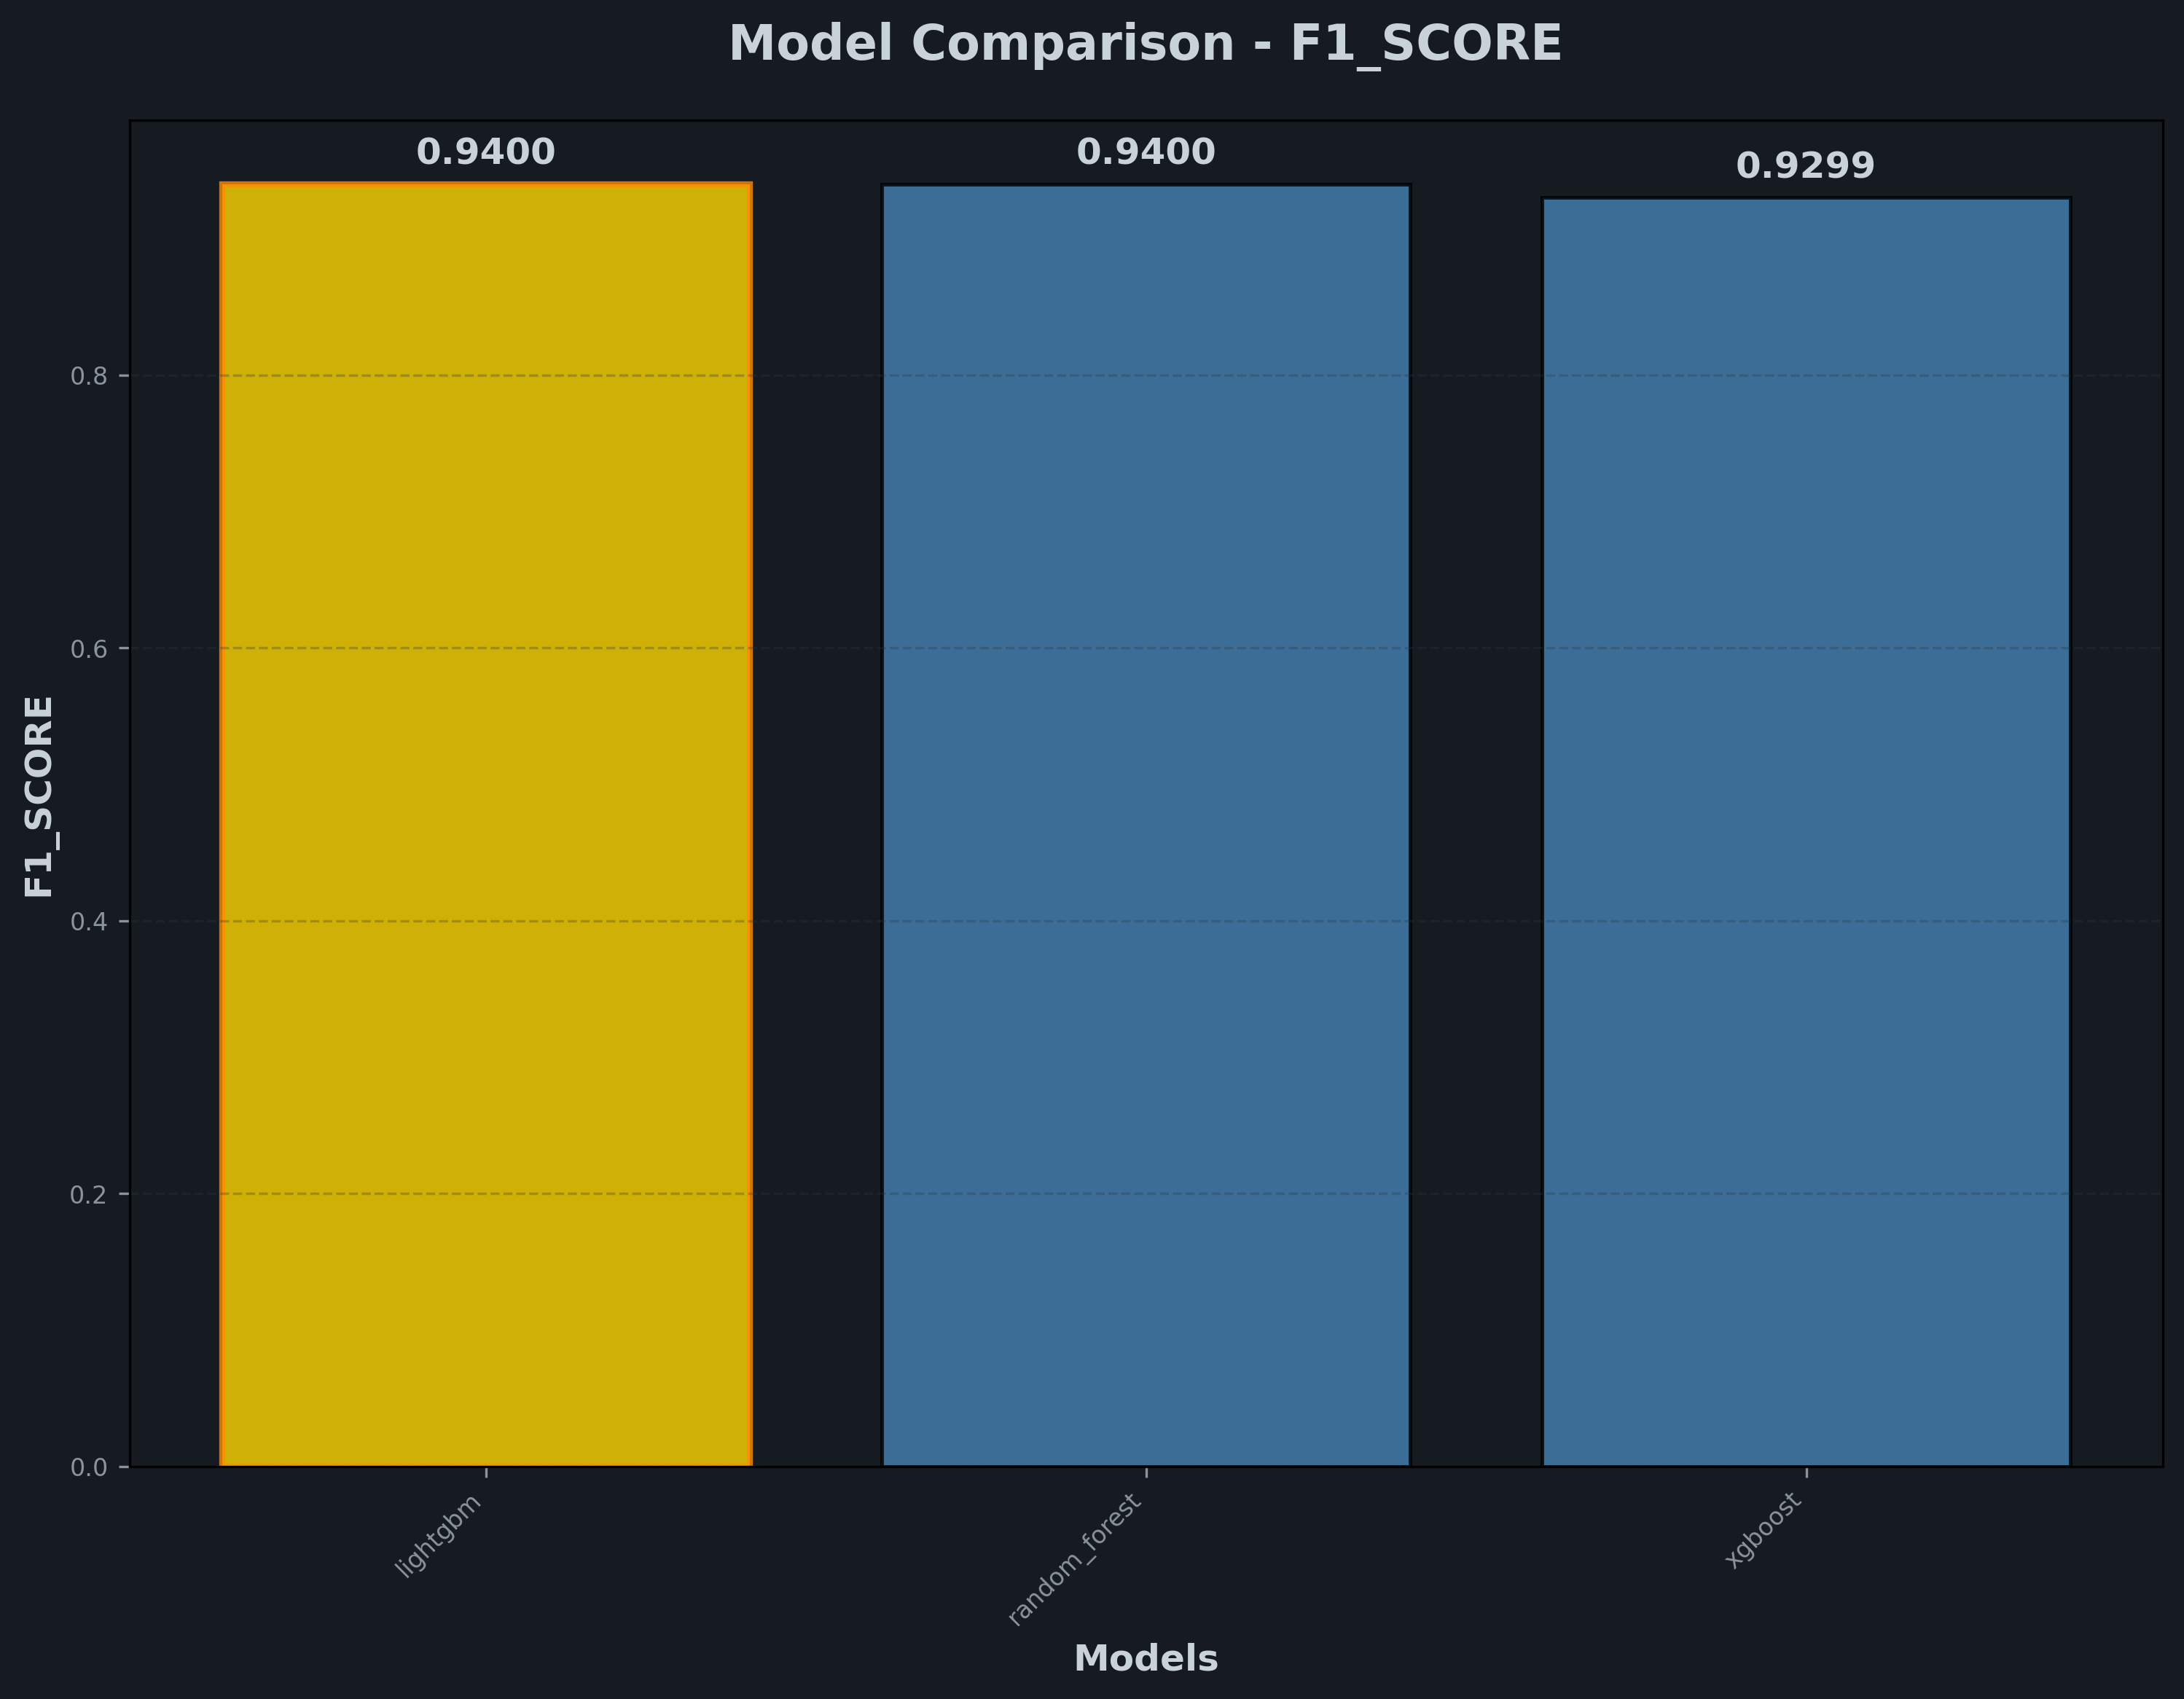 Model Comparison - F1_SCORE
0.9400
0.9400
0.9299
0.8
0.6
0.4
0.2
0.0
F1_SCORE
lightgbm
random_forest
xgboost
Models